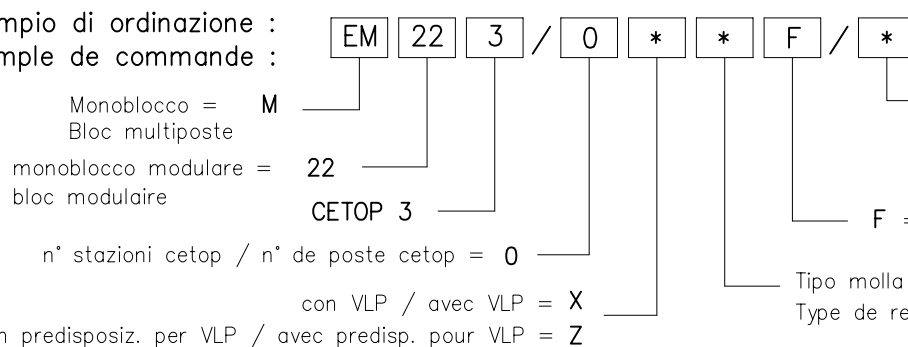 mpio di ordinazione : EM 22 3 / 0 * * F / *
mple de commande :
Monoblocco = M
Bloc multiposte
monoblocco modulare = 22
bloc modulaire
CETOP 3
F =
n° stazioni cetop / n° de poste cetop = 0
Tipo molla
con VLP / avec VLP = X
Type de re
n predisposiz. per VLP / avec predisp. pour VLP = Z